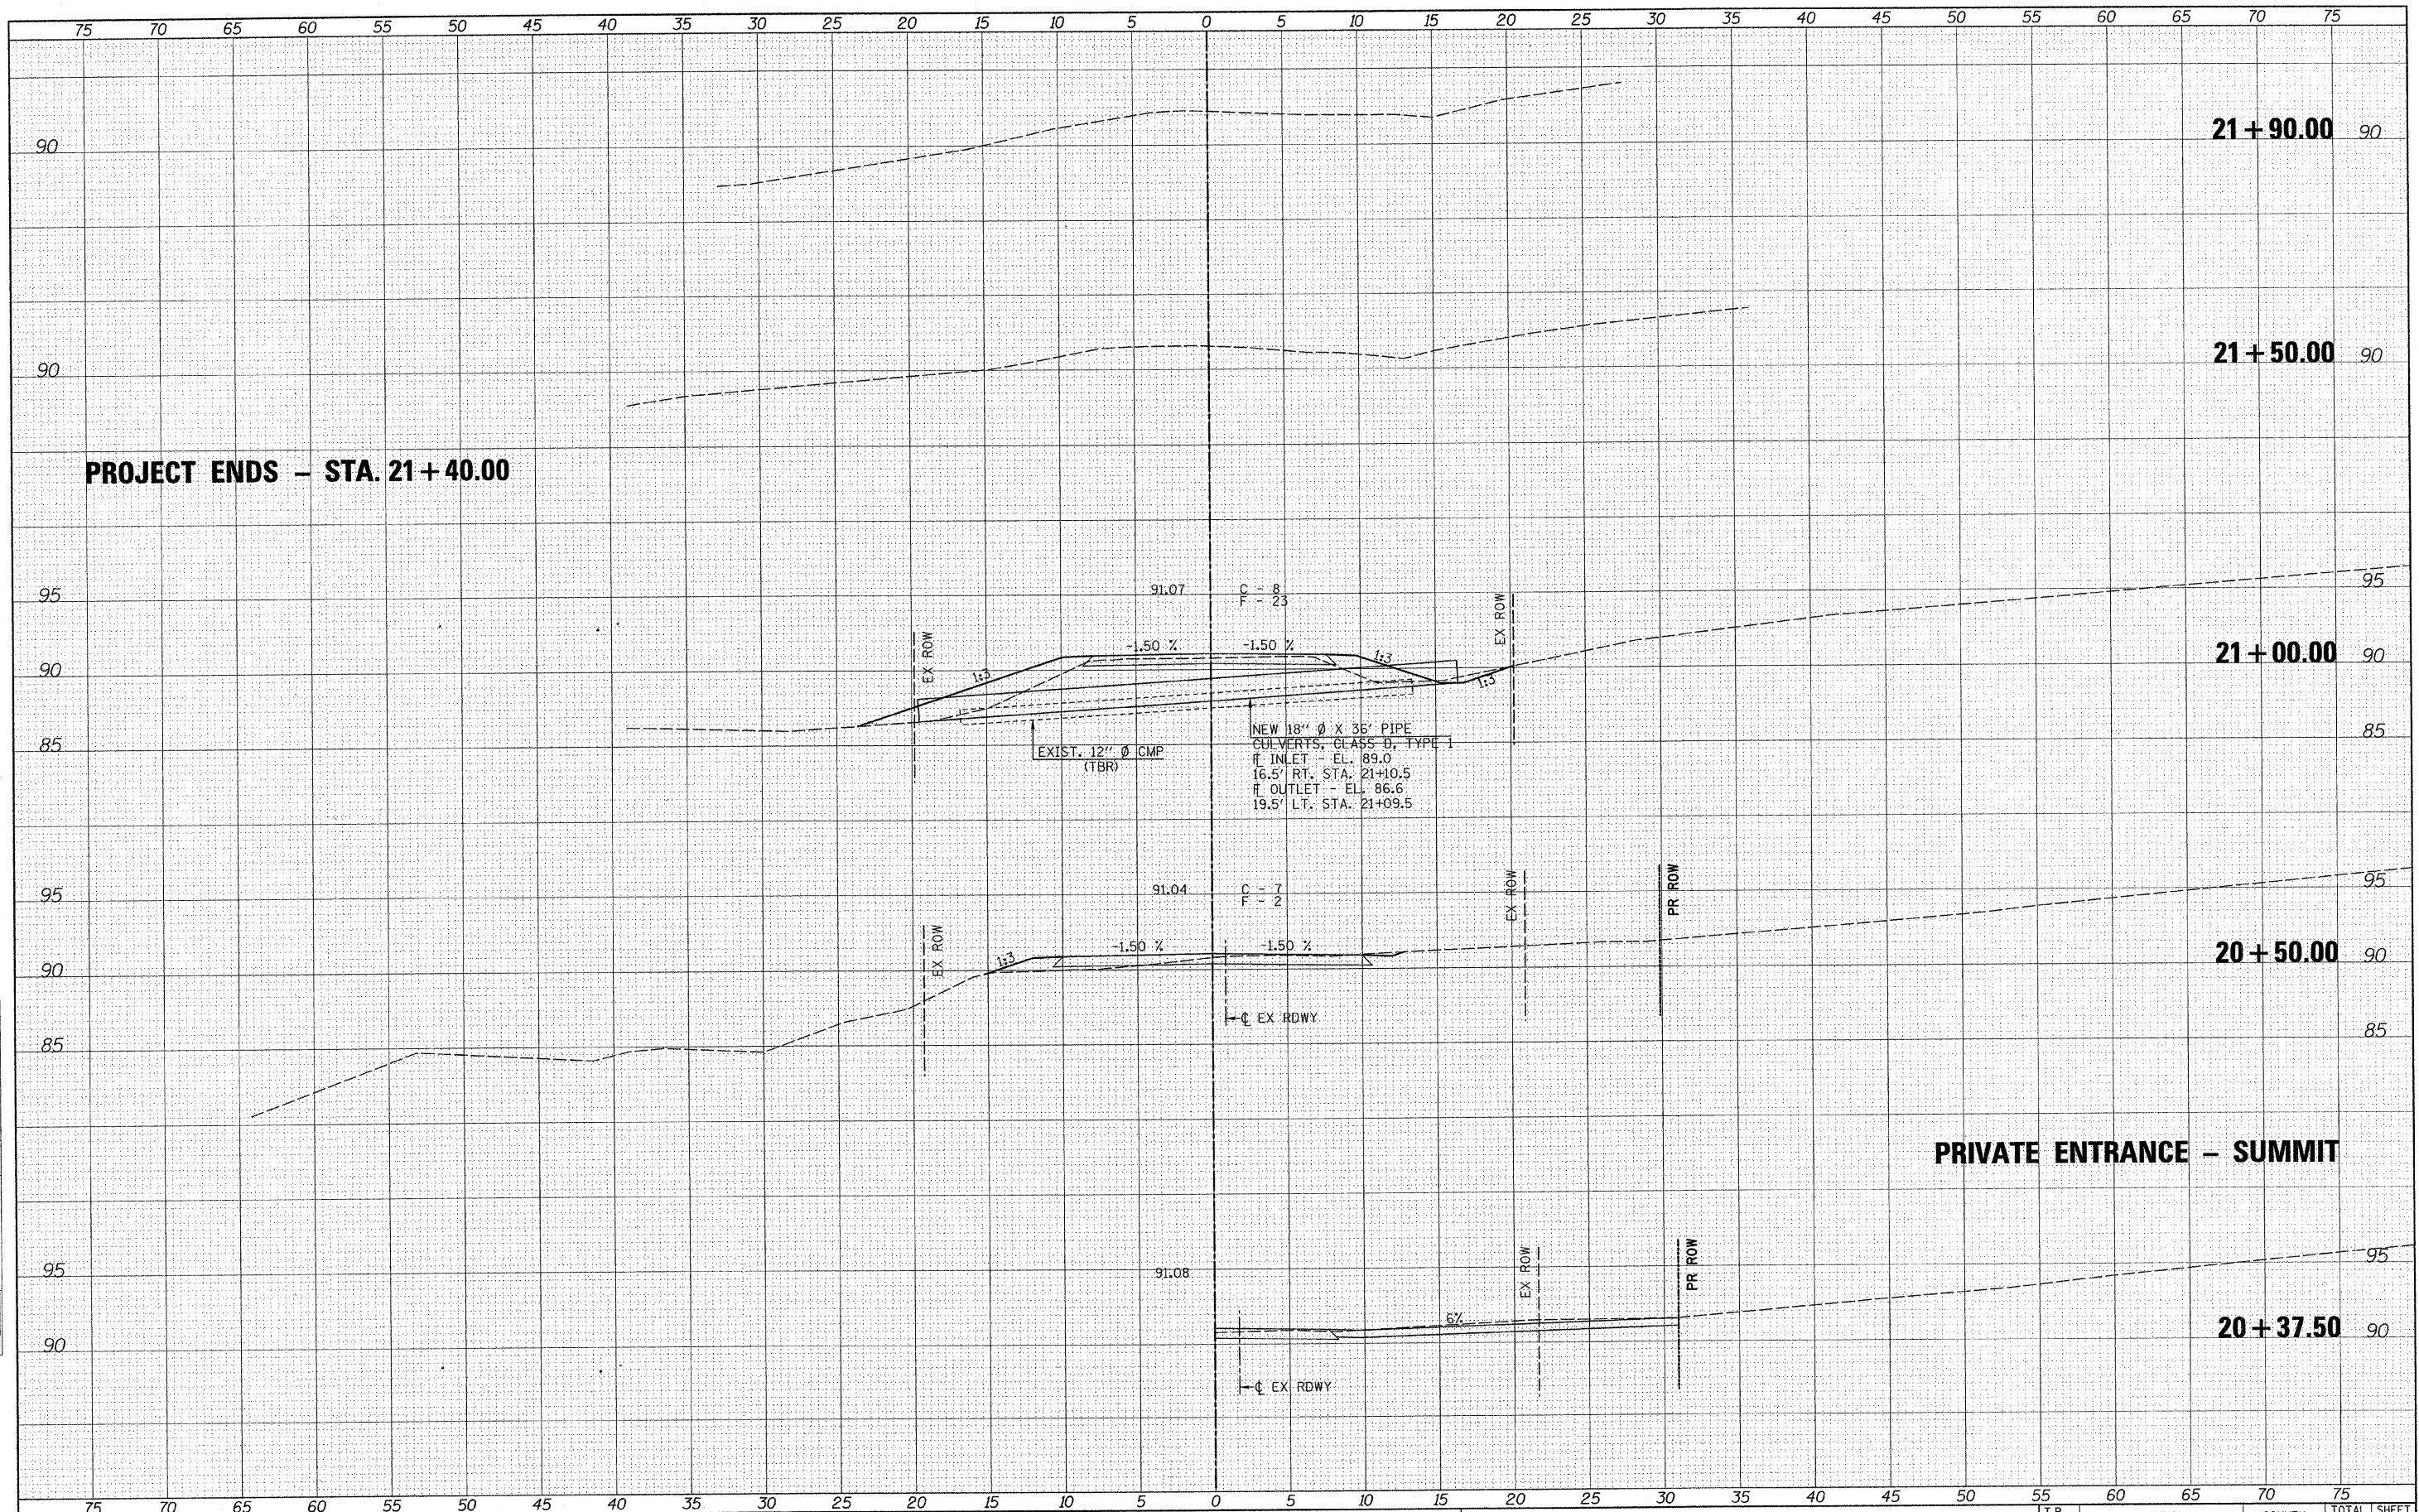 75 70 65 60 55 50 45 40 35 30 25 20 15 10 5 0 5 10 15 20 25 30 35 40 45 50 55 60 65 70 75
90 21+90.00 90
90 21+50.00 90
PROJECT ENDS – STA. 21+40.00
95 91.07 C - 8 95
F - 23
EX ROW EX ROW
-1.50 % -1.50 %
90 1:3 1:3 1:3 21+00.00 90
85 85
EXIST. 12" Ø CMP
(TBR)
NEW 18" Ø X 36' PIPE
CULVERTS, CLASS D, TYPE 1
℄ INLET - EL. 89.0
16.5' RT. STA. 21+10.5
℄ OUTLET - EL. 86.6
19.5' LT. STA. 21+09.5
95 91.04 C - 7 95
F - 2
EX ROW EX ROW PR ROW
1:3 -1.50 % -1.50 %
90 20+50.00 90
℄ EX RDWY
85 85
PRIVATE ENTRANCE – SUMMIT
95 91.08 EX ROW PR ROW 95
6%
90 20+37.50 90
℄ EX RDWY
75 70 65 60 55 50 45 40 35 30 25 20 15 10 5 0 5 10 15 20 25 30 35 40 45 50 55 60 65 70 75
TOTAL SHEET